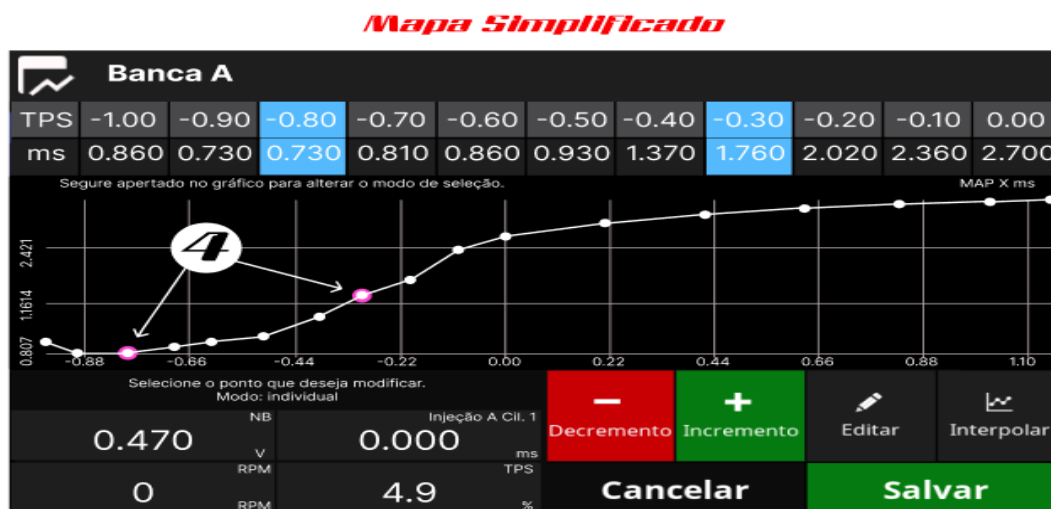 Mapa Simplificado
Banca A
TPS -1.00 -0.90 -0.80 -0.70 -0.60 -0.50 -0.40 -0.30 -0.20 -0.10 0.00
ms 0.860 0.730 0.730 0.810 0.860 0.930 1.370 1.760 2.020 2.360 2.700
Segure apertado no gráfico para alterar o modo de seleção. MAP X ms
2.421
4
1.1614
0.807
-0.88 -0.66 -0.44 -0.22 0.00 0.22 0.44 0.66 0.88 1.10
Selecione o ponto que deseja modificar.
Modo: individual
NB Injeção A Cil. 1
0.470 V 0.000 ms
− Decremento + Incremento Editar Interpolar
RPM TPS
0 RPM 4.9 %
Cancelar Salvar